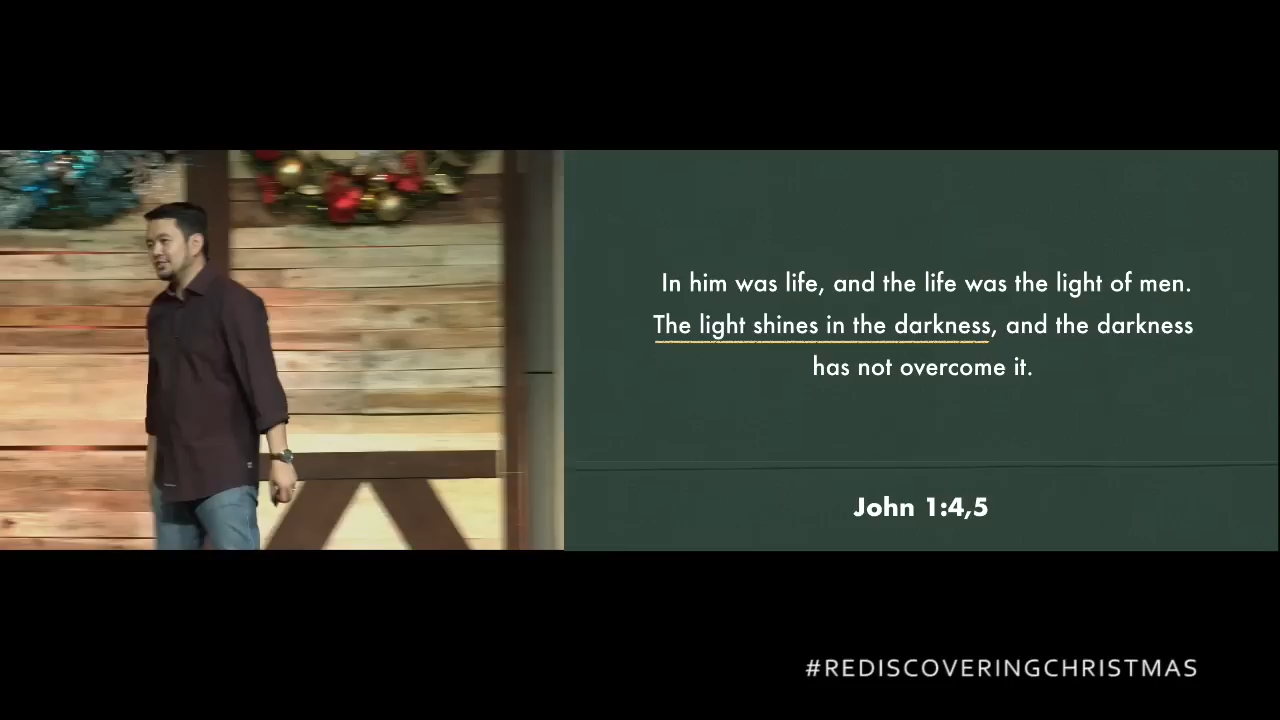 In him was life, and the life was the light of men.
The light shines in the darkness, and the darkness
has not overcome it.
John 1:4,5
#REDISCOVERINGCHRISTMAS